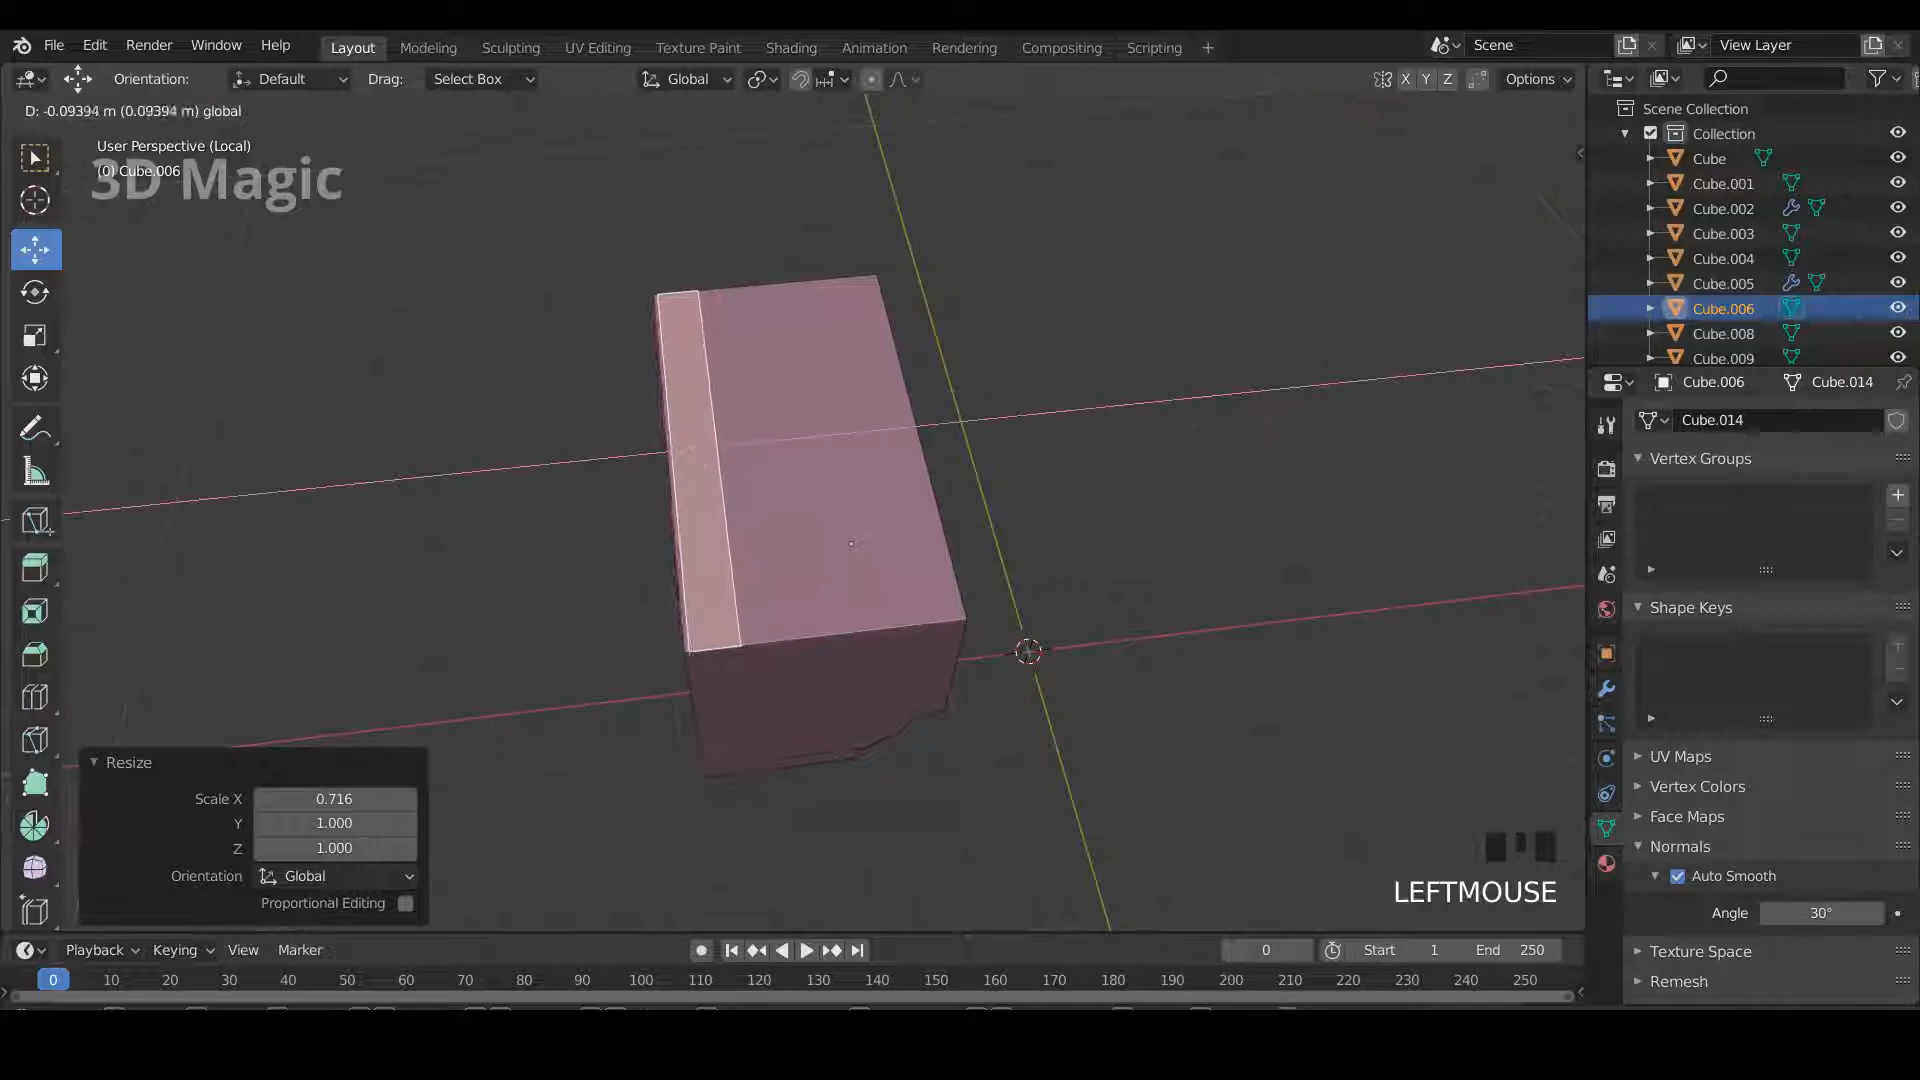 File Edit Render Window Help Layout Modeling Sculpting UV Editing Texture Paint Shading Animation Rendering Compositing Scripting + Scene View Layer
Orientation: Default Drag: Select Box Global X Y Z Options
D: -0.09394 m (0.09394 m) global
User Perspective (Local)
(0) Cube.006
3D Magic
Scene Collection
Collection
Cube
Cube.001
Cube.002
Cube.003
Cube.004
Cube.005
Cube.006
Cube.008
Cube.009
Cube.006 Cube.014
Cube.014
Vertex Groups
Shape Keys
UV Maps
Vertex Colors
Face Maps
Normals
Auto Smooth
Angle 30°
Texture Space
Remesh
Resize
Scale X 0.716
Y 1.000
Z 1.000
Orientation Global
Proportional Editing
LEFTMOUSE
Playback Keying View Marker 0 Start 1 End 250
0 10 20 30 40 50 60 70 80 90 100 110 120 130 140 150 160 170 180 190 200 210 220 230 240 250